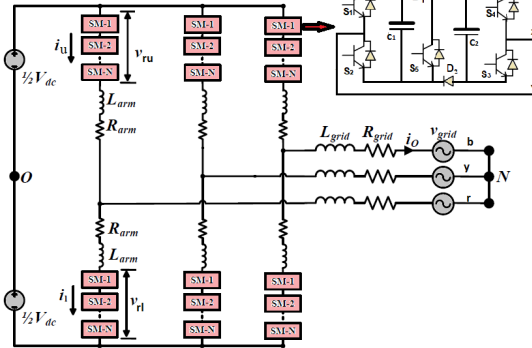 SM-1 SM-1 SM-1
SM-2 SM-2 SM-2
SM-N SM-N SM-N
iu
vru
½Vdc
Larm
Rarm
S1
S2
C1
S5
D2
C2
S4
S3
O
Lgrid Rgrid iO vgrid
b
y
r
N
Rarm
Larm
SM-1 SM-1 SM-1
SM-2 SM-2 SM-2
SM-N SM-N SM-N
il
vrl
½Vdc